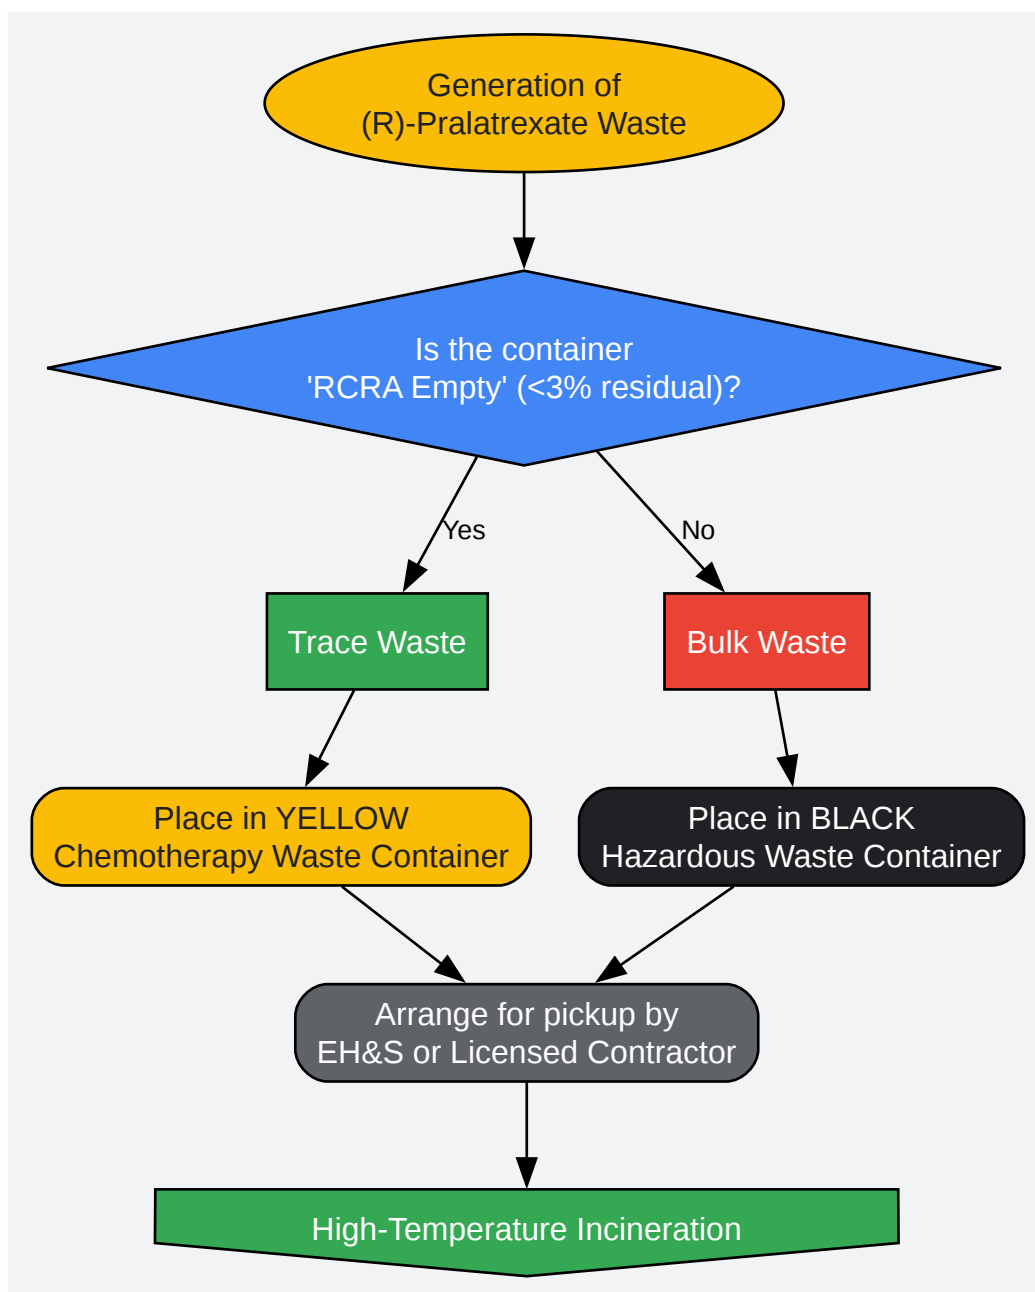 Generation of
(R)-Pralatrexate Waste
Is the container
'RCRA Empty' (<3% residual)?
Yes
No
Trace Waste
Bulk Waste
Place in YELLOW
Chemotherapy Waste Container
Place in BLACK
Hazardous Waste Container
Arrange for pickup by
EH&S or Licensed Contractor
High-Temperature Incineration